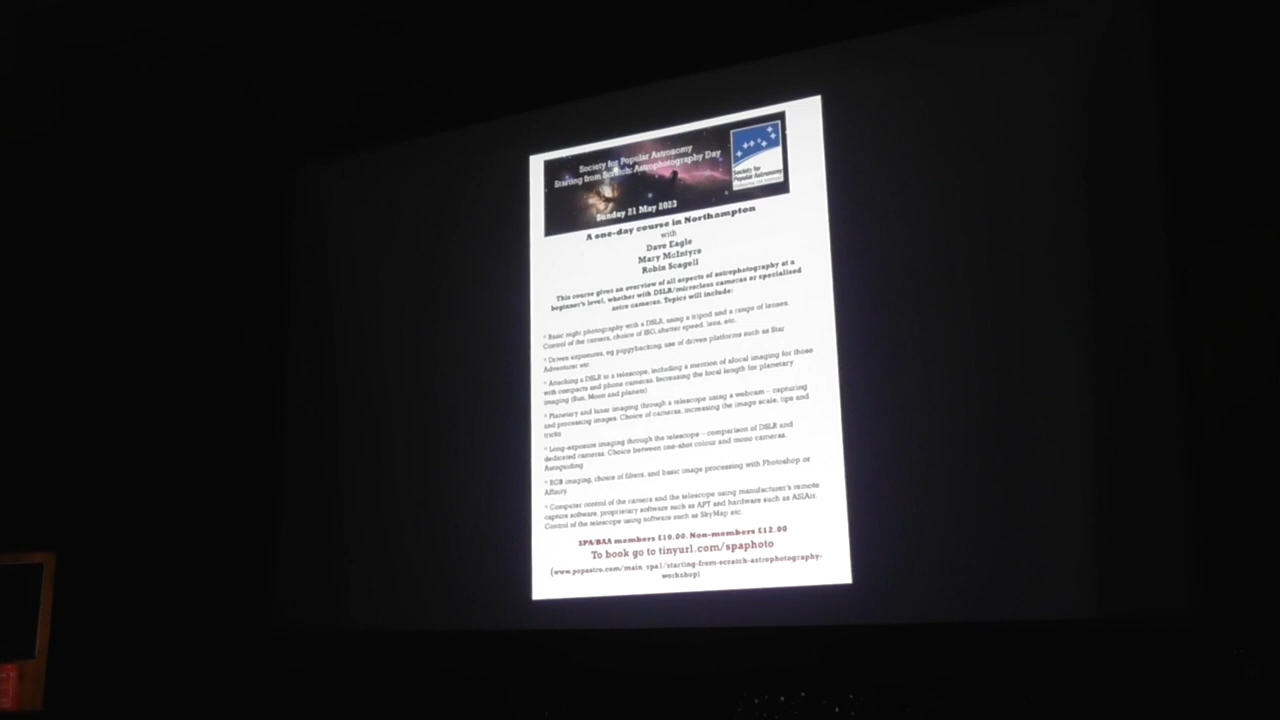 Society for Popular Astronomy
Starting from Scratch: Astrophotography Day
Sunday 21 May 2023
Society for
Popular Astronomy
A one-day course in Northampton
with
Dave Eagle
Mary McIntyre
Robin Scagell
This course gives an overview of all aspects of astrophotography at a
beginner's level, whether with DSLR/mirrorless cameras or specialised
astro cameras. Topics will include:
* Basic night photography with a DSLR, using a tripod and a range of lenses.
Control of the camera, choice of ISO, shutter speed, lens, etc.
* Driven exposures, eg piggybacking, use of driven platforms such as Star
Adventurer etc.
* Attaching a DSLR to a telescope, including a mention of afocal imaging for those
with compacts and phone cameras. Increasing the focal length for planetary
imaging (Sun, Moon and planets)
* Planetary and lunar imaging through a telescope using a webcam – capturing
and processing images. Choice of cameras, increasing the image scale, tips and
tricks
* Long-exposure imaging through the telescope – comparison of DSLR and
dedicated cameras. Choice between one-shot colour and mono cameras.
Autoguiding
* RGB imaging, choice of filters, and basic image processing with Photoshop or
Affinity.
* Computer control of the camera and the telescope using manufacturer's remote
capture software, proprietary software such as APT and hardware such as ASIAir.
Control of the telescope using software such as SkyMap etc.
SPA/BAA members £10.00. Non-members £12.00
To book go to tinyurl.com/spaphoto
(www.popastro.com/main_spa1/starting-from-scratch-astrophotography-
workshop)